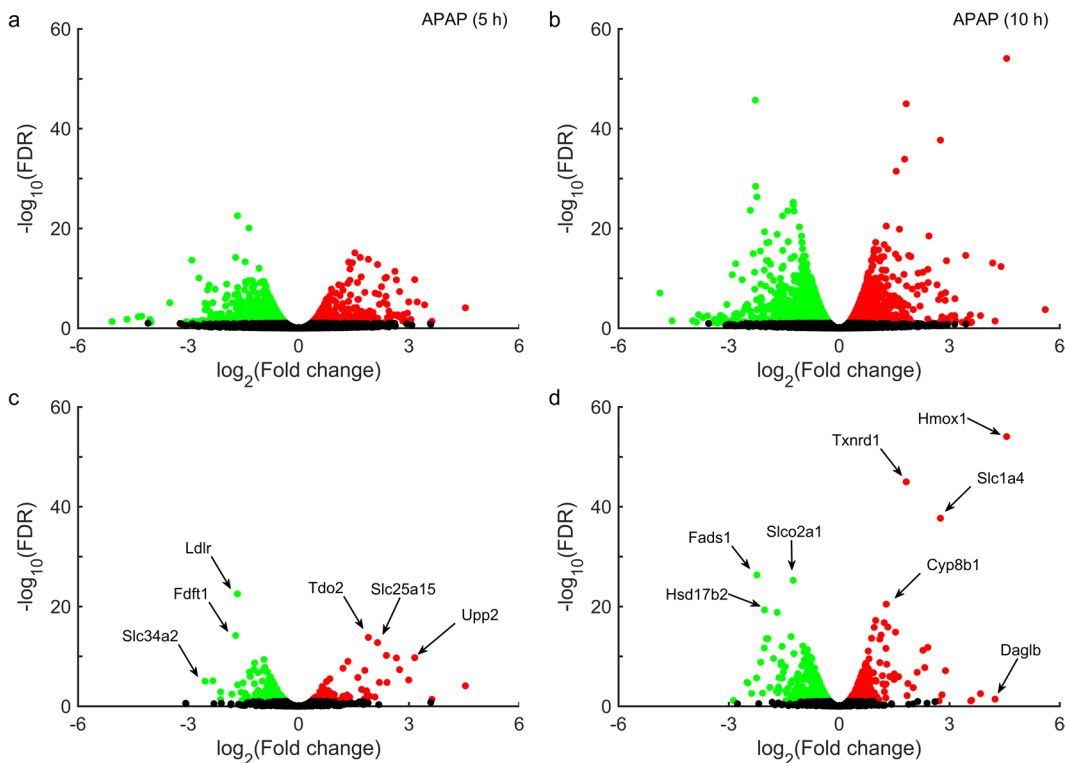 a
APAP (5 h)
60
40
20
0
-log10(FDR)
-6
-3
0
3
6
log2(Fold change)
b
APAP (10 h)
60
40
20
0
-log10(FDR)
-6
-3
0
3
6
log2(Fold change)
c
60
40
20
0
-log10(FDR)
Ldlr
Fdft1
Slc34a2
Tdo2
Slc25a15
Upp2
-6
-3
0
3
6
log2(Fold change)
d
60
40
20
0
-log10(FDR)
Hmox1
Txnrd1
Slc1a4
Slco2a1
Fads1
Cyp8b1
Hsd17b2
Daglb
-6
-3
0
3
6
log2(Fold change)